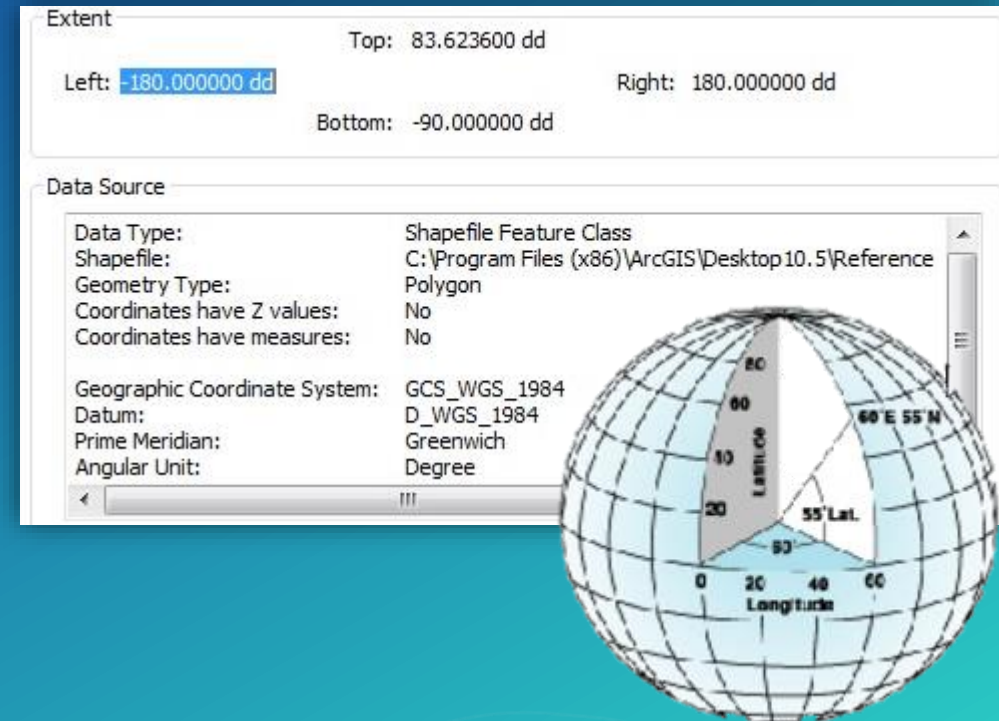 Extent
Top: 83.623600 dd
Left: -180.000000 dd Right: 180.000000 dd
Bottom: -90.000000 dd
Data Source
Data Type: Shapefile Feature Class
Shapefile: C:\Program Files (x86)\ArcGIS\Desktop10.5\Reference
Geometry Type: Polygon
Coordinates have Z values: No
Coordinates have measures: No
Geographic Coordinate System: GCS_WGS_1984
Datum: D_WGS_1984
Prime Meridian: Greenwich
Angular Unit: Degree
80
60
60°E 55°N
40
Latitude
20
55°Lat.
60°
0 20 40 60
Longitude